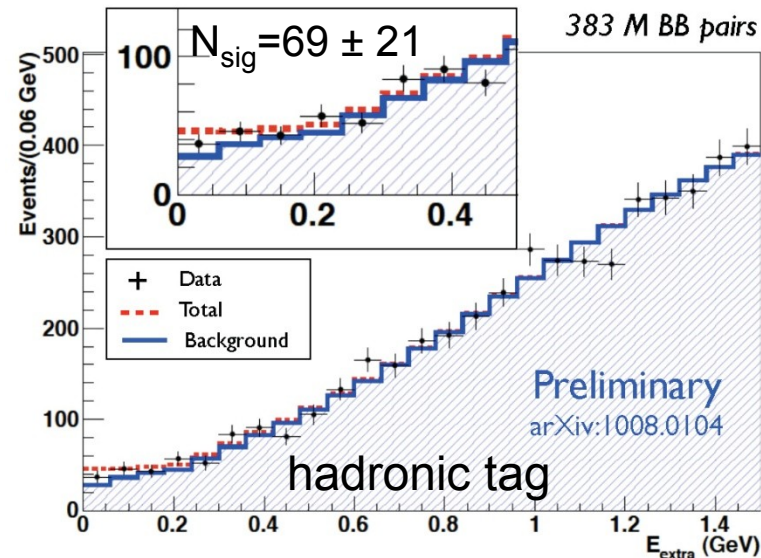 383 M BB pairs
N_sig=69 ± 21
100
0
0
0.2
0.4
Events/(0.06 GeV)
500
400
300
200
100
0
Data
Total
Background
Preliminary
arXiv:1008.0104
hadronic tag
0
0.2
0.4
0.6
0.8
1
1.2
1.4
E_extra (GeV)